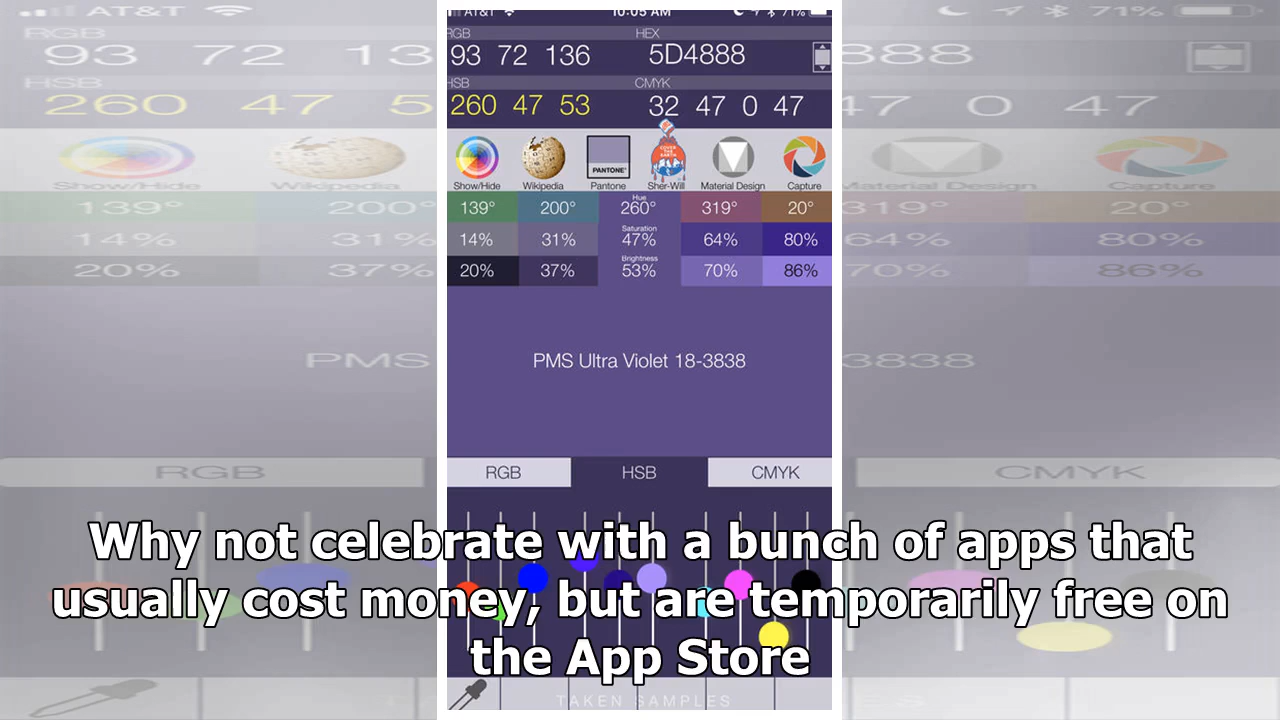 AT&T 10:05 AM 71%
RGB HEX
93 72 136 5D4888
HSB CMYK
260 47 53 32 47 0 47
PANTONE
COVER THE EARTH
Show/Hide Wikipedia Pantone Sher-Will Material Design Capture
Hue
139° 200° 260° 319° 20°
Saturation
14% 31% 47% 64% 80%
Brightness
20% 37% 53% 70% 86%
PMS Ultra Violet 18-3838
RGB HSB CMYK
Why not celebrate with a bunch of apps that
usually cost money, but are temporarily free on
the App Store
TAKEN SAMPLES